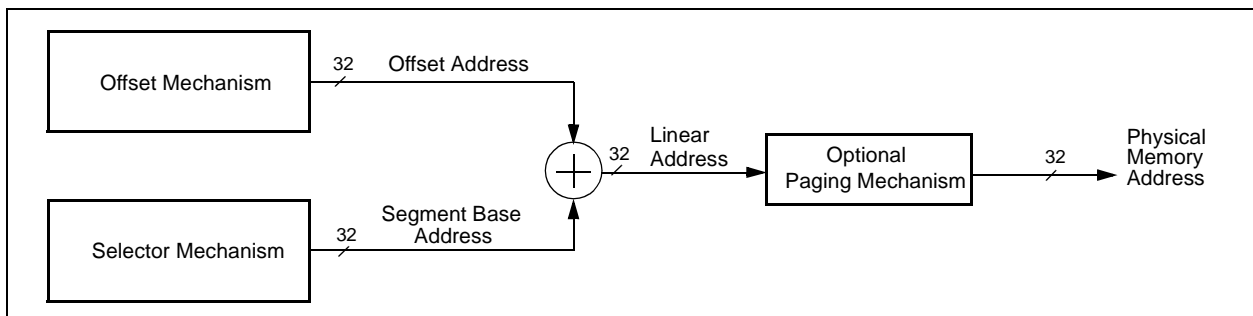 Offset Mechanism
32
Offset Address
Selector Mechanism
32
Segment Base
Address
32
Linear
Address
Optional
Paging Mechanism
32
Physical
Memory
Address